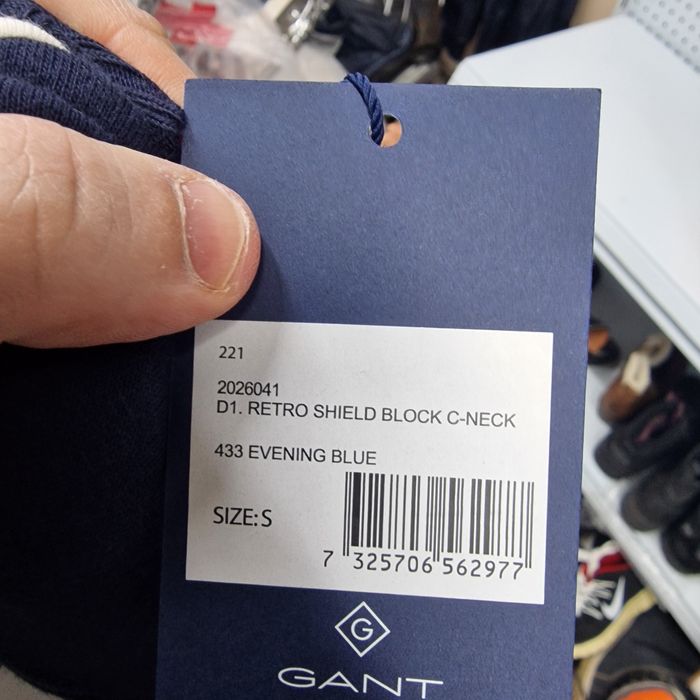 221
2026041
D1. RETRO SHIELD BLOCK C-NECK
433 EVENING BLUE
SIZE: S
7 325706 562977
G
GANT